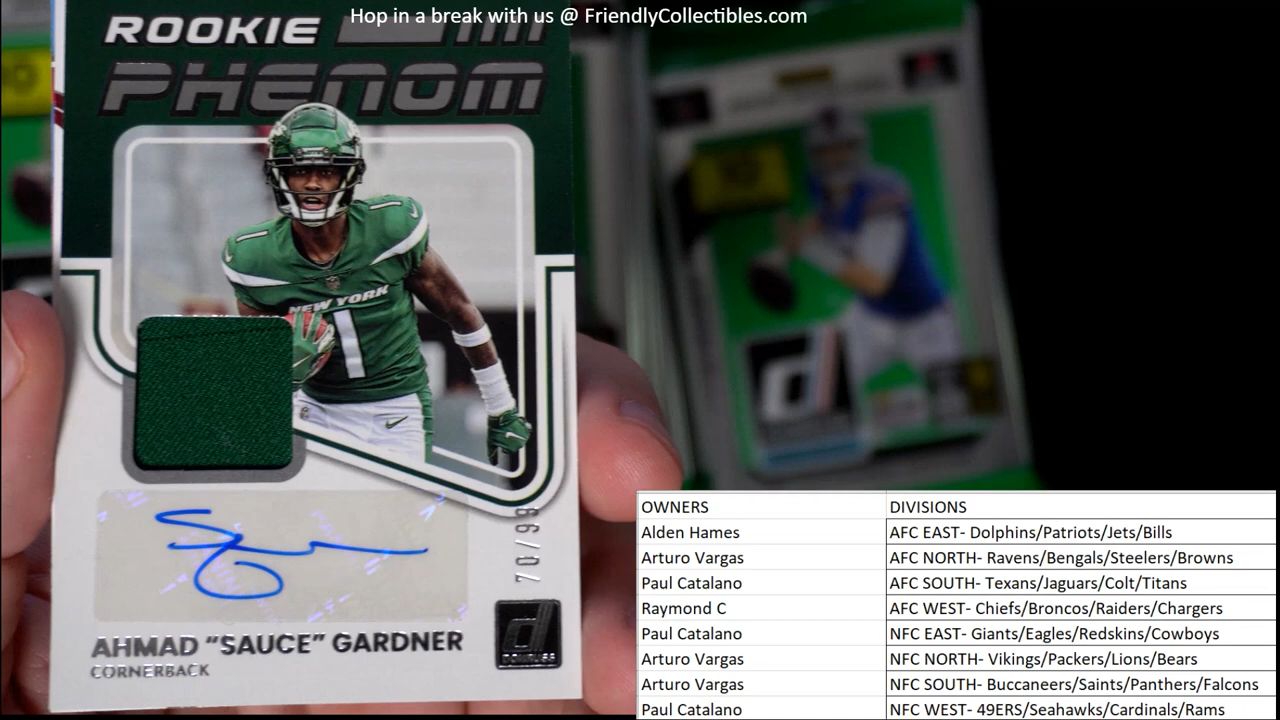 Hop in a break with us @ FriendlyCollectibles.com
ROOKIE
PHENOM
1
1
NEW YORK
1
70/99
AHMAD "SAUCE" GARDNER
CORNERBACK
d
DONRUSS
OWNERS DIVISIONS
Alden Hames AFC EAST- Dolphins/Patriots/Jets/Bills
Arturo Vargas AFC NORTH- Ravens/Bengals/Steelers/Browns
Paul Catalano AFC SOUTH- Texans/Jaguars/Colt/Titans
Raymond C AFC WEST- Chiefs/Broncos/Raiders/Chargers
Paul Catalano NFC EAST- Giants/Eagles/Redskins/Cowboys
Arturo Vargas NFC NORTH- Vikings/Packers/Lions/Bears
Arturo Vargas NFC SOUTH- Buccaneers/Saints/Panthers/Falcons
Paul Catalano NFC WEST- 49ERS/Seahawks/Cardinals/Rams